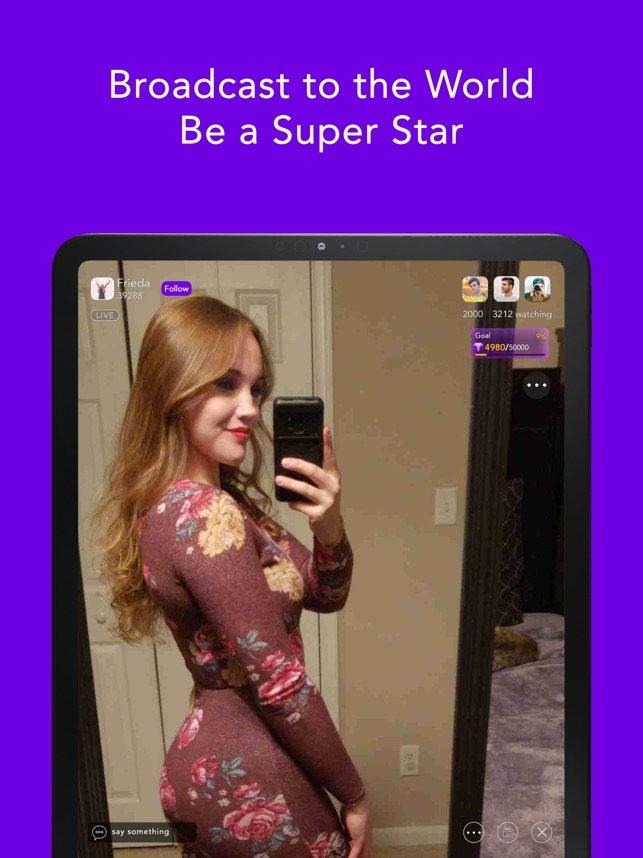 Broadcast to the World
Be a Super Star
Frieda
39288
Follow
LIVE
500
2000
3212 watching
Goal
9%
4980/50000
say something